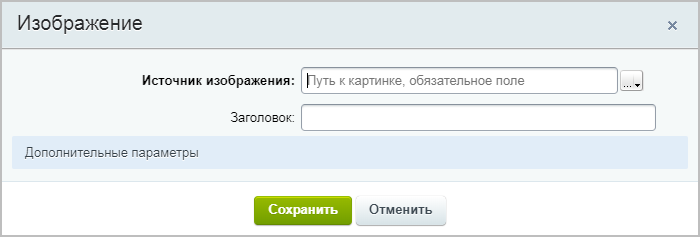 Изображение
Источник изображения: Путь к картинке, обязательное поле ...
Заголовок:
Дополнительные параметры
Сохранить Отменить